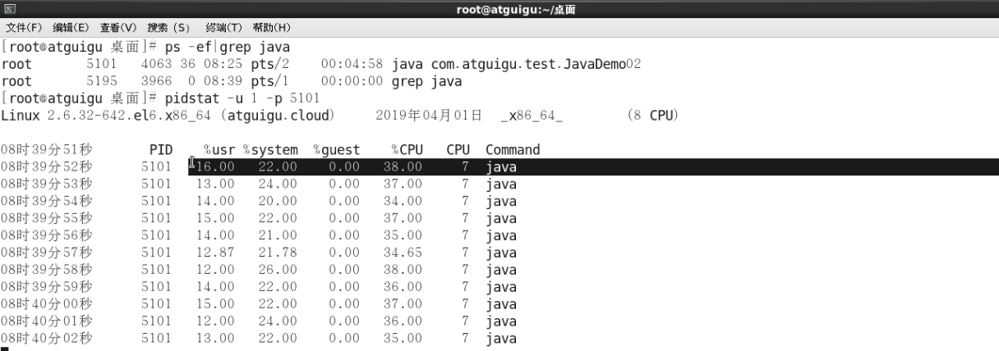 root@atguigu:~/桌面
文件(F) 编辑(E) 查看(V) 搜索 (S) 终端(T) 帮助(H)
[root@atguigu 桌面]# ps -ef|grep java
root 5101 4063 36 08:25 pts/2 00:04:58 java com.atguigu.test.JavaDemo02
root 5195 3966 0 08:39 pts/1 00:00:00 grep java
[root@atguigu 桌面]# pidstat -u 1 -p 5101
Linux 2.6.32-642.el6.x86_64 (atguigu.cloud) 2019年04月01日 _x86_64_ (8 CPU)
08时39分51秒 PID %usr %system %guest %CPU CPU Command
08时39分52秒 5101 16.00 22.00 0.00 38.00 7 java
08时39分53秒 5101 13.00 24.00 0.00 37.00 7 java
08时39分54秒 5101 14.00 20.00 0.00 34.00 7 java
08时39分55秒 5101 15.00 22.00 0.00 37.00 7 java
08时39分56秒 5101 14.00 21.00 0.00 35.00 7 java
08时39分57秒 5101 12.87 21.78 0.00 34.65 7 java
08时39分58秒 5101 12.00 26.00 0.00 38.00 7 java
08时39分59秒 5101 14.00 22.00 0.00 36.00 7 java
08时40分00秒 5101 15.00 22.00 0.00 37.00 7 java
08时40分01秒 5101 12.00 24.00 0.00 36.00 7 java
08时40分02秒 5101 13.00 22.00 0.00 35.00 7 java